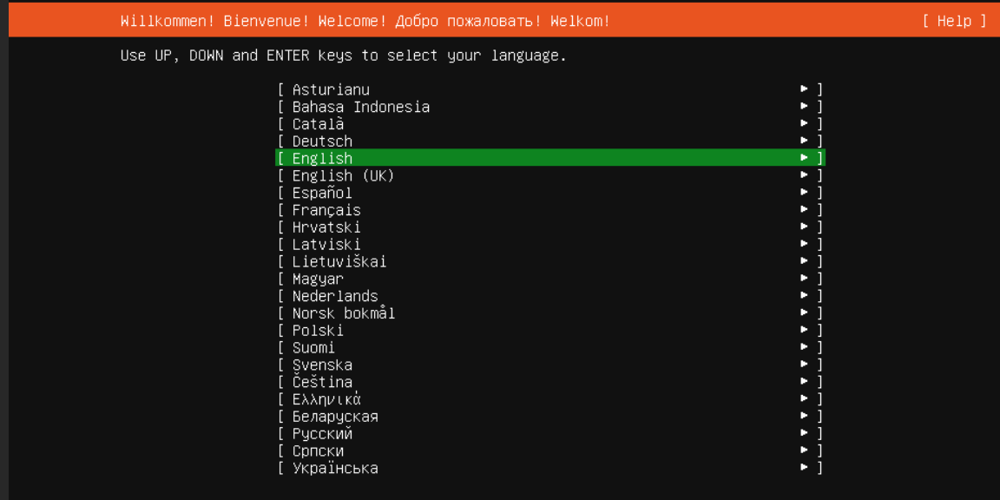 Willkommen! Bienvenue! Welcome! Добро пожаловать! Welkom! [ Help ]
Use UP, DOWN and ENTER keys to select your language.
[ Asturianu ► ]
[ Bahasa Indonesia ► ]
[ Català ► ]
[ Deutsch ► ]
[ English ► ]
[ English (UK) ► ]
[ Español ► ]
[ Français ► ]
[ Hrvatski ► ]
[ Latviski ► ]
[ Lietuviškai ► ]
[ Magyar ► ]
[ Nederlands ► ]
[ Norsk bokmål ► ]
[ Polski ► ]
[ Suomi ► ]
[ Svenska ► ]
[ Čeština ► ]
[ Ελληνικά ► ]
[ Беларуская ► ]
[ Русский ► ]
[ Српски ► ]
[ Українська ► ]